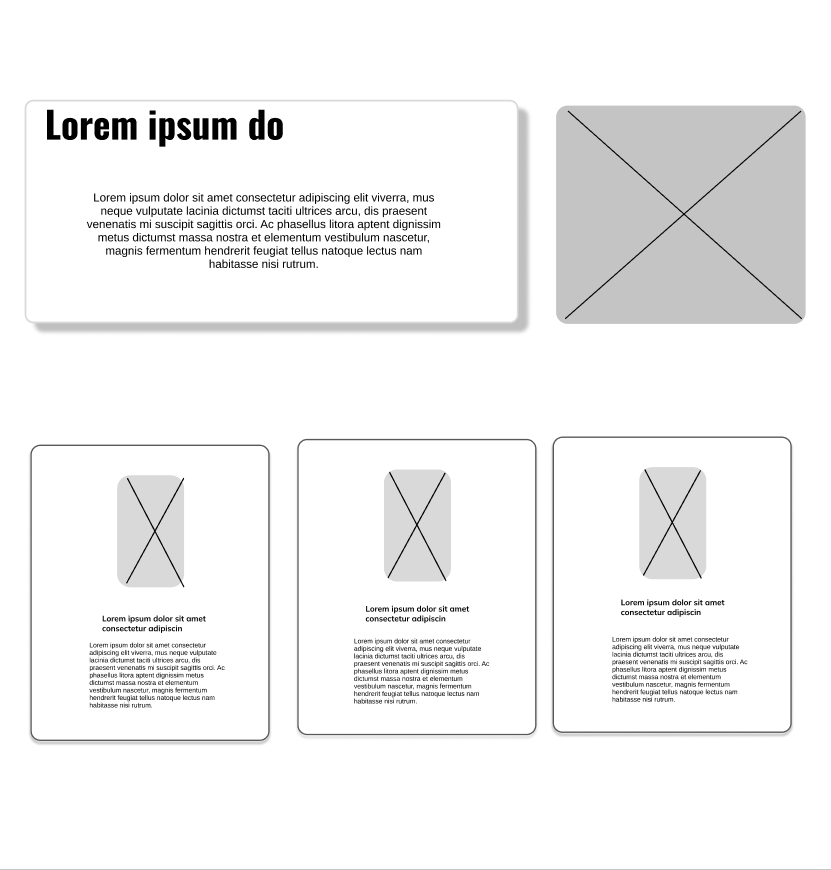 Lorem ipsum do
Lorem ipsum dolor sit amet consectetur adipiscing elit viverra, mus
neque vulputate lacinia dictumst taciti ultrices arcu, dis praesent
venenatis mi suscipit sagittis orci. Ac phasellus litora aptent dignissim
metus dictumst massa nostra et elementum vestibulum nascetur,
magnis fermentum hendrerit feugiat tellus natoque lectus nam
habitasse nisi rutrum.
Lorem ipsum dolor sit amet
consectetur adipiscin
Lorem ipsum dolor sit amet consectetur
adipiscing elit viverra, mus neque vulputate
lacinia dictumst taciti ultrices arcu, dis
praesent venenatis mi suscipit sagittis orci. Ac
phasellus litora aptent dignissim metus
dictumst massa nostra et elementum
vestibulum nascetur, magnis fermentum
hendrerit feugiat tellus natoque lectus nam
habitasse nisi rutrum.
Lorem ipsum dolor sit amet
consectetur adipiscin
Lorem ipsum dolor sit amet consectetur
adipiscing elit viverra, mus neque vulputate
lacinia dictumst taciti ultrices arcu, dis
praesent venenatis mi suscipit sagittis orci. Ac
phasellus litora aptent dignissim metus
dictumst massa nostra et elementum
vestibulum nascetur, magnis fermentum
hendrerit feugiat tellus natoque lectus nam
habitasse nisi rutrum.
Lorem ipsum dolor sit amet
consectetur adipiscin
Lorem ipsum dolor sit amet consectetur
adipiscing elit viverra, mus neque vulputate
lacinia dictumst taciti ultrices arcu, dis
praesent venenatis mi suscipit sagittis orci. Ac
phasellus litora aptent dignissim metus
dictumst massa nostra et elementum
vestibulum nascetur, magnis fermentum
hendrerit feugiat tellus natoque lectus nam
habitasse nisi rutrum.